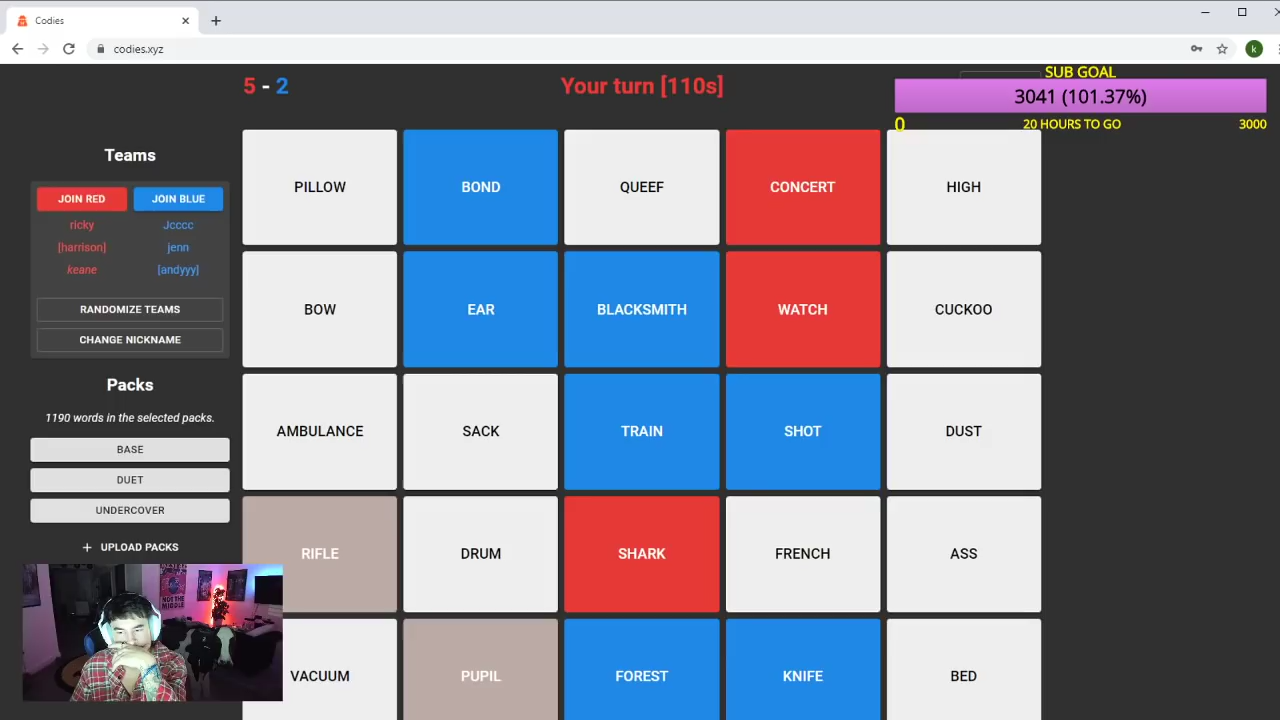 Codies
codies.xyz
k
5 - 2
Your turn [110s]
SUB GOAL
3041 (101.37%)
0
20 HOURS TO GO
3000
Teams
JOIN RED
JOIN BLUE
ricky
Jcccc
[harrison]
jenn
keane
[andyyy]
RANDOMIZE TEAMS
CHANGE NICKNAME
Packs
1190 words in the selected packs.
BASE
DUET
UNDERCOVER
+ UPLOAD PACKS
PILLOW
BOND
QUEEF
CONCERT
HIGH
BOW
EAR
BLACKSMITH
WATCH
CUCKOO
AMBULANCE
SACK
TRAIN
SHOT
DUST
RIFLE
DRUM
SHARK
FRENCH
ASS
VACUUM
PUPIL
FOREST
KNIFE
BED